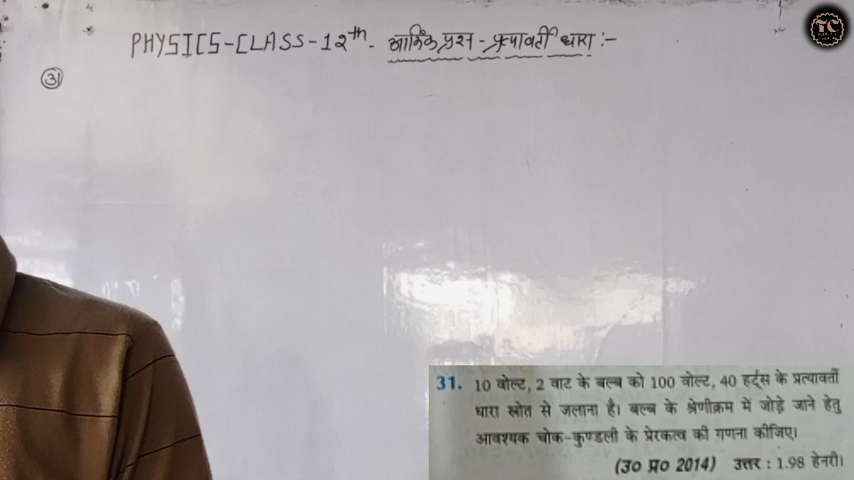 PHYSICS-CLASS-12th. आंकिक प्रश्न - प्रत्यावर्ती धारा :-
31
31. 10 वोल्ट, 2 वाट के बल्ब को 100 वोल्ट, 40 हर्ट्स के प्रत्यावर्ती
धारा स्रोत से जलाना है। बल्ब के श्रेणीक्रम में जोड़े जाने हेतु
आवश्यक चोक-कुण्डली के प्रेरकत्व की गणना कीजिए।
(उ० प्र० 2014) उत्तर : 1.98 हेनरी।